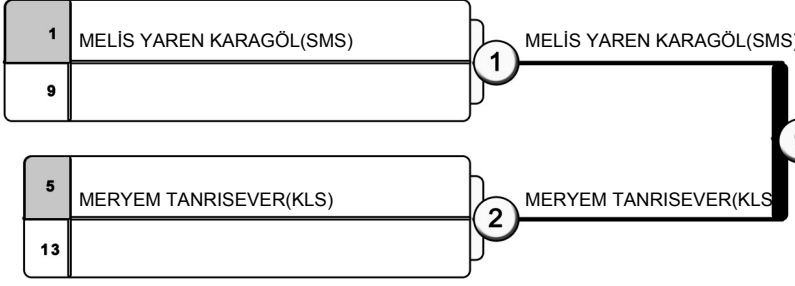 1 MELİS YAREN KARAGÖL(SMS)
1
MELİS YAREN KARAGÖL(SMS)
9
5 MERYEM TANRISEVER(KLS)
2
MERYEM TANRISEVER(KLS
13